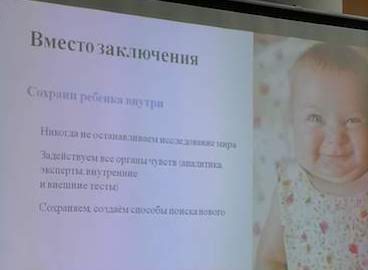 Вместо заключения
Сохрани ребенка внутри
Никогда не останавливаем исследование мира
Задействуем все органы чувств (аналитика,
эксперты, внутренние
и внешние тесты)
Сохраняем, создаём способы поиска нового